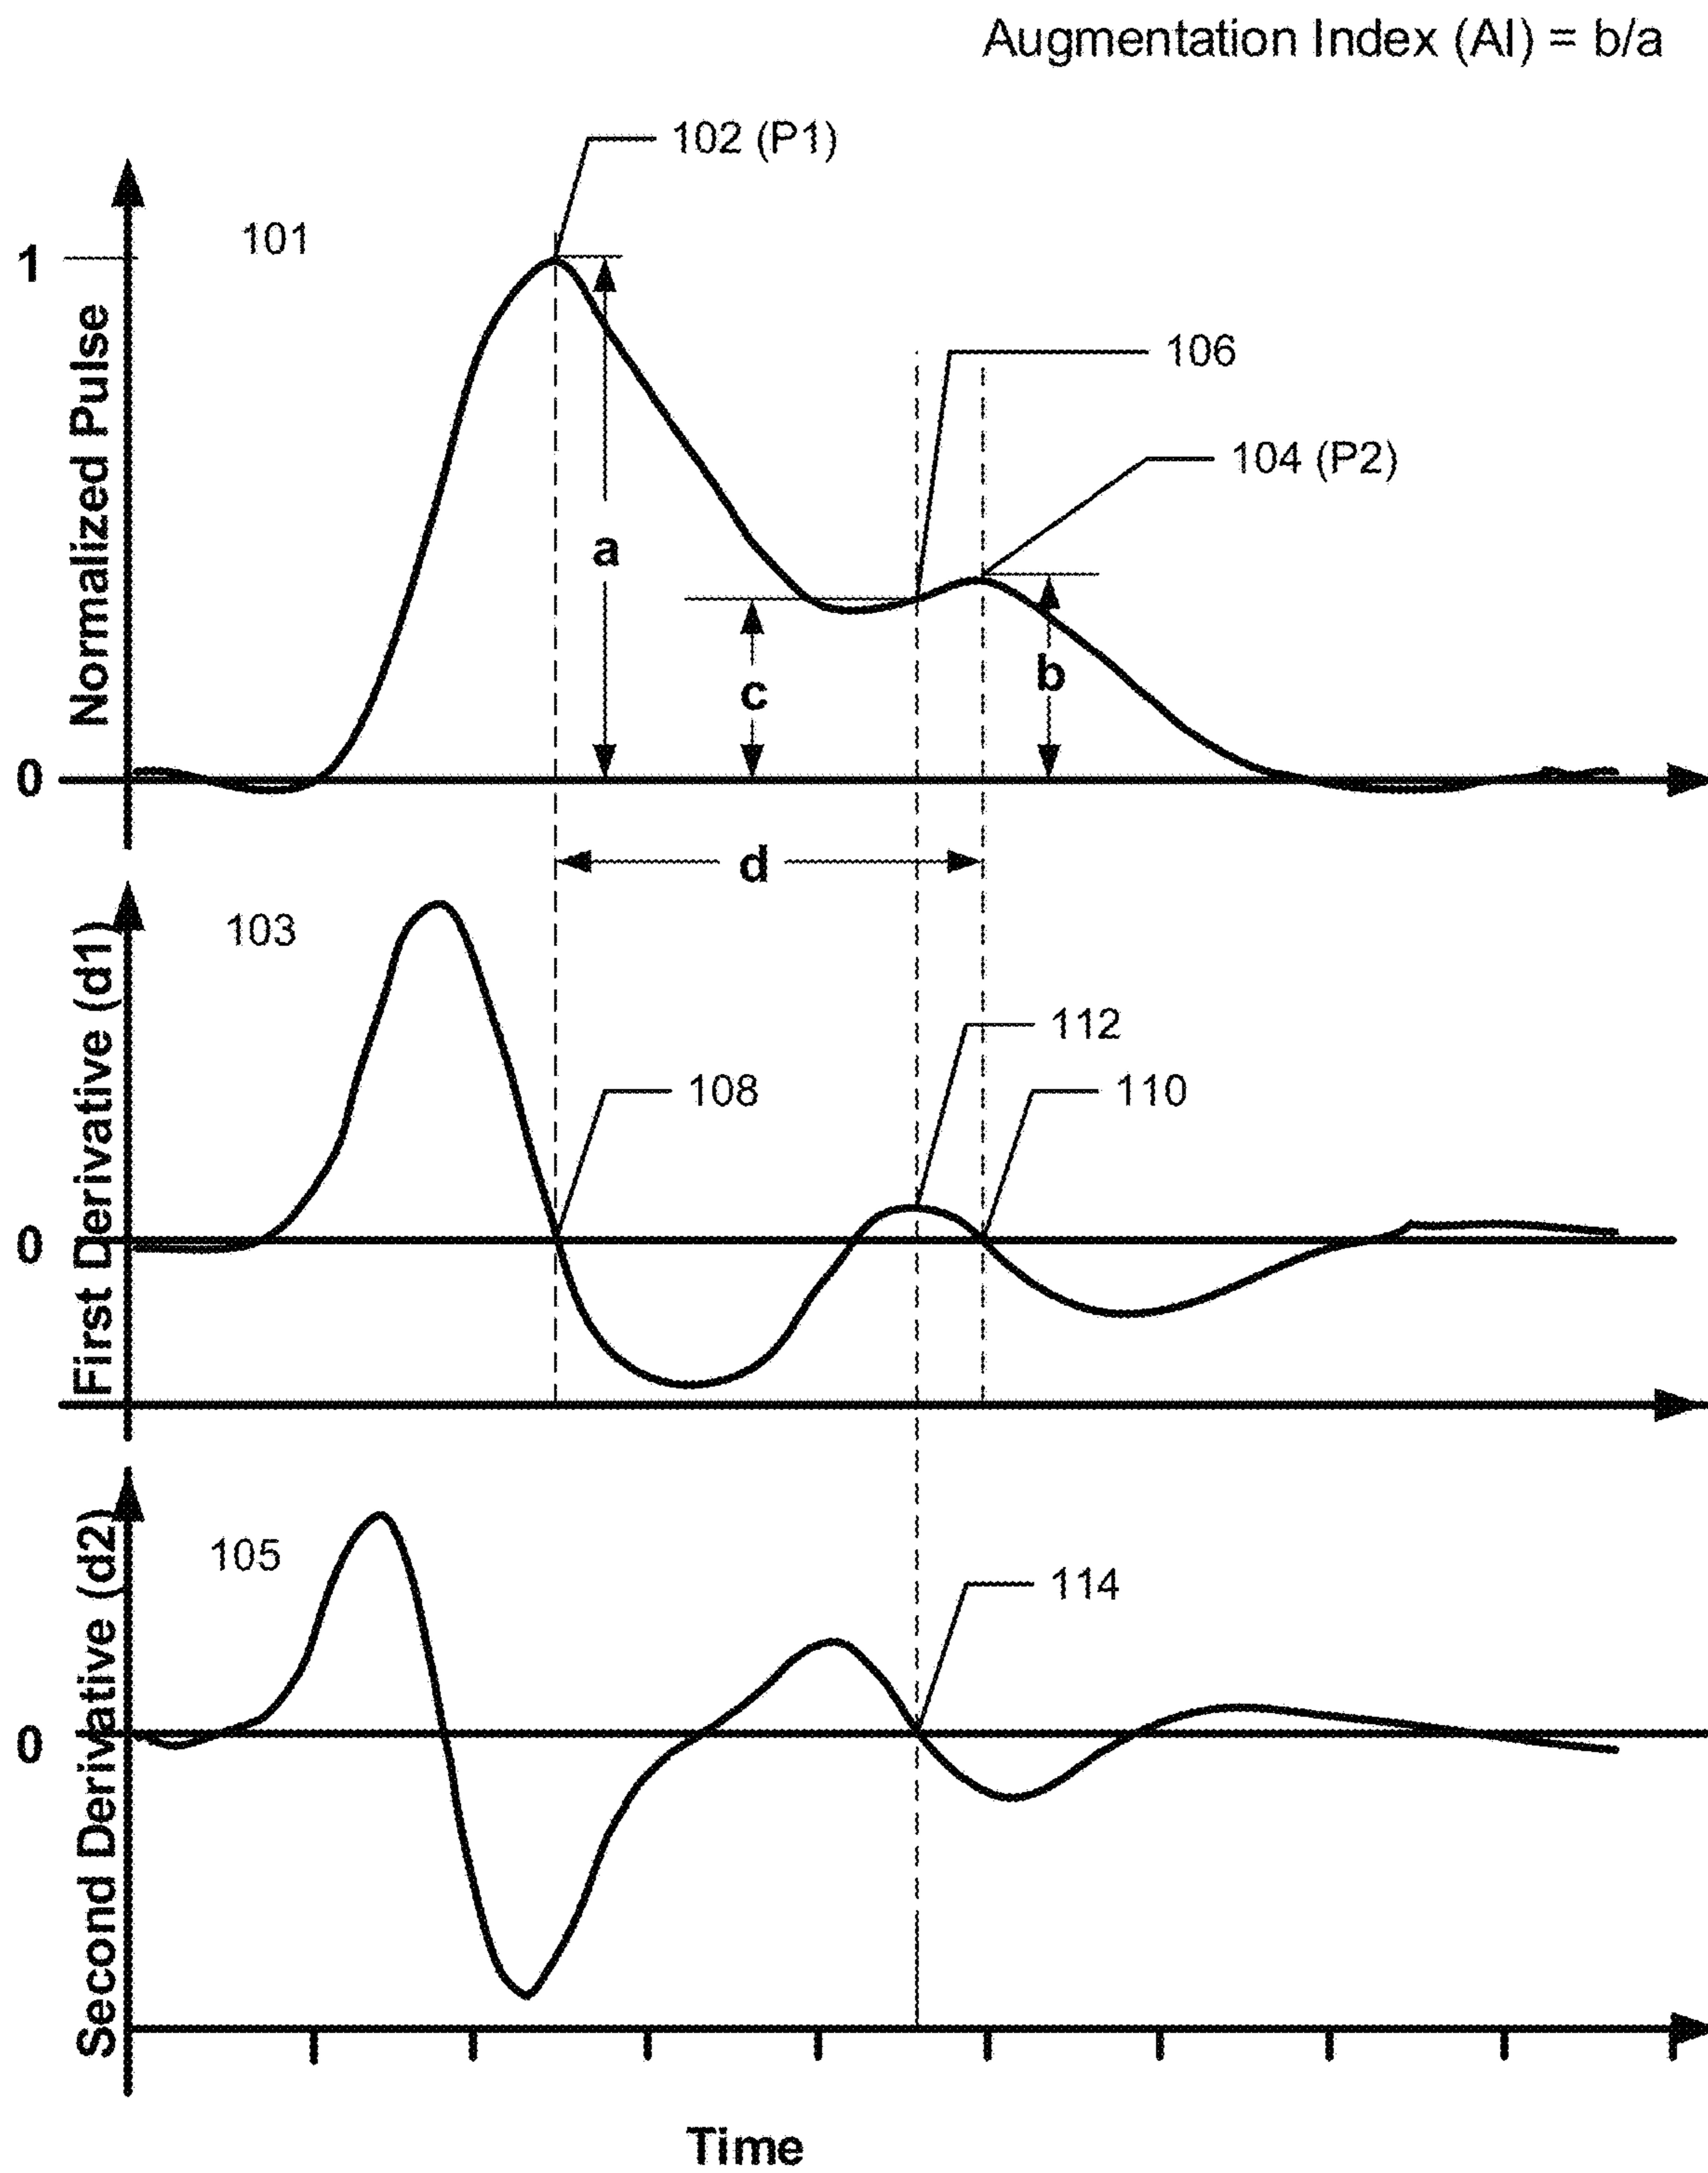 Augmentation Index (AI) = b/a
102 (P1)
101
1
106
104 (P2)
Normalized Pulse
a
b
c
0
d
103
First Derivative (d1)
112
108
110
0
105
Second Derivative (d2)
114
0
Time